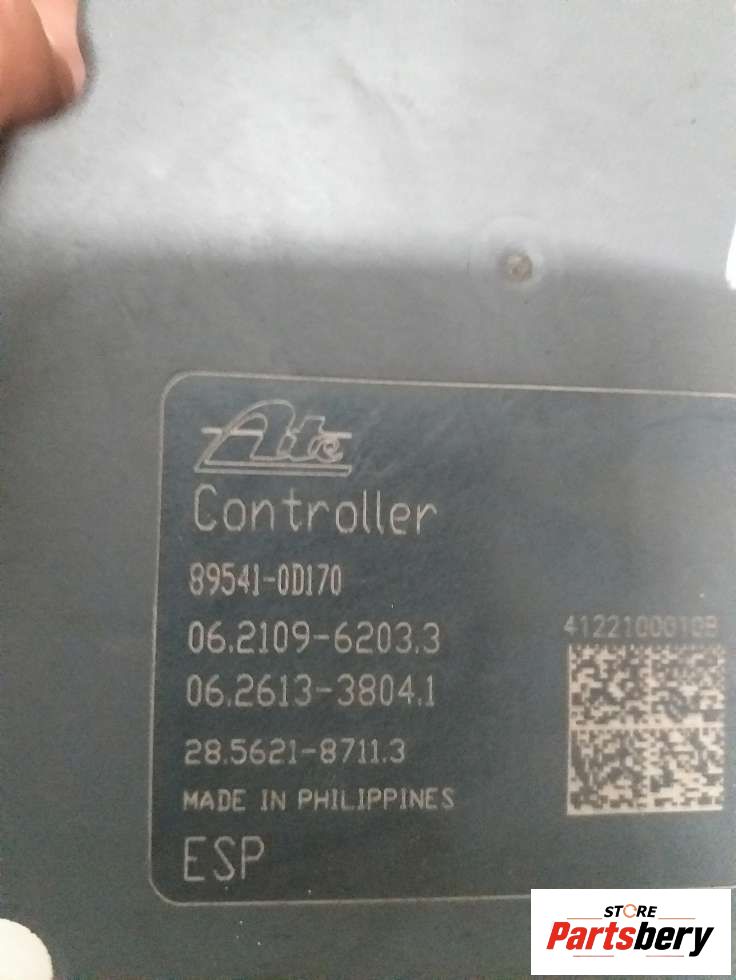 Ate
Controller
89541-0D170
06.2109-6203.3
41221000108
06.2613-3804.1
28.5621-8711.3
MADE IN PHILIPPINES
ESP
STORE
Partsbery